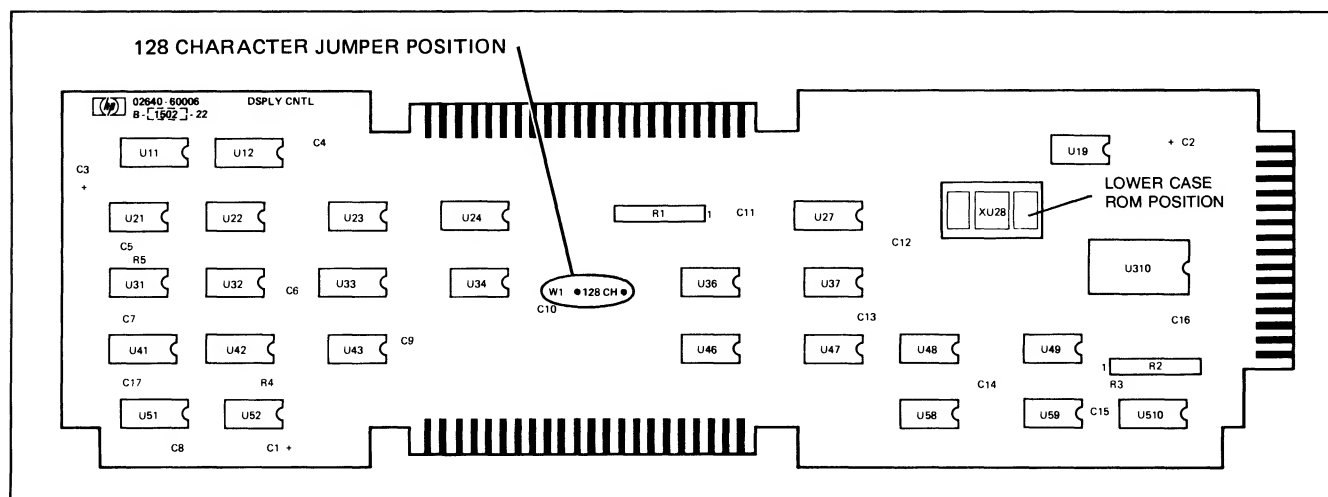 128 CHARACTER JUMPER POSITION
hp 02640-60006 DSPLY CNTL
B-1502-22
C4
U11 U12 U19 + C2
C3
+
LOWER CASE
ROM POSITION
U21 U22 U23 U24 R1 1 C11 U27 XU28
C5 C12
R5
U31 U32 C6 U33 U34 W1 128 CH U36 U37 U310
C10
C7 C13 C16
U41 U42 U43 C9 U46 U47 U48 U49
1 R2
C17 R4 C14 R3
U51 U52 U58 U59 C15 U510
C8 C1 +